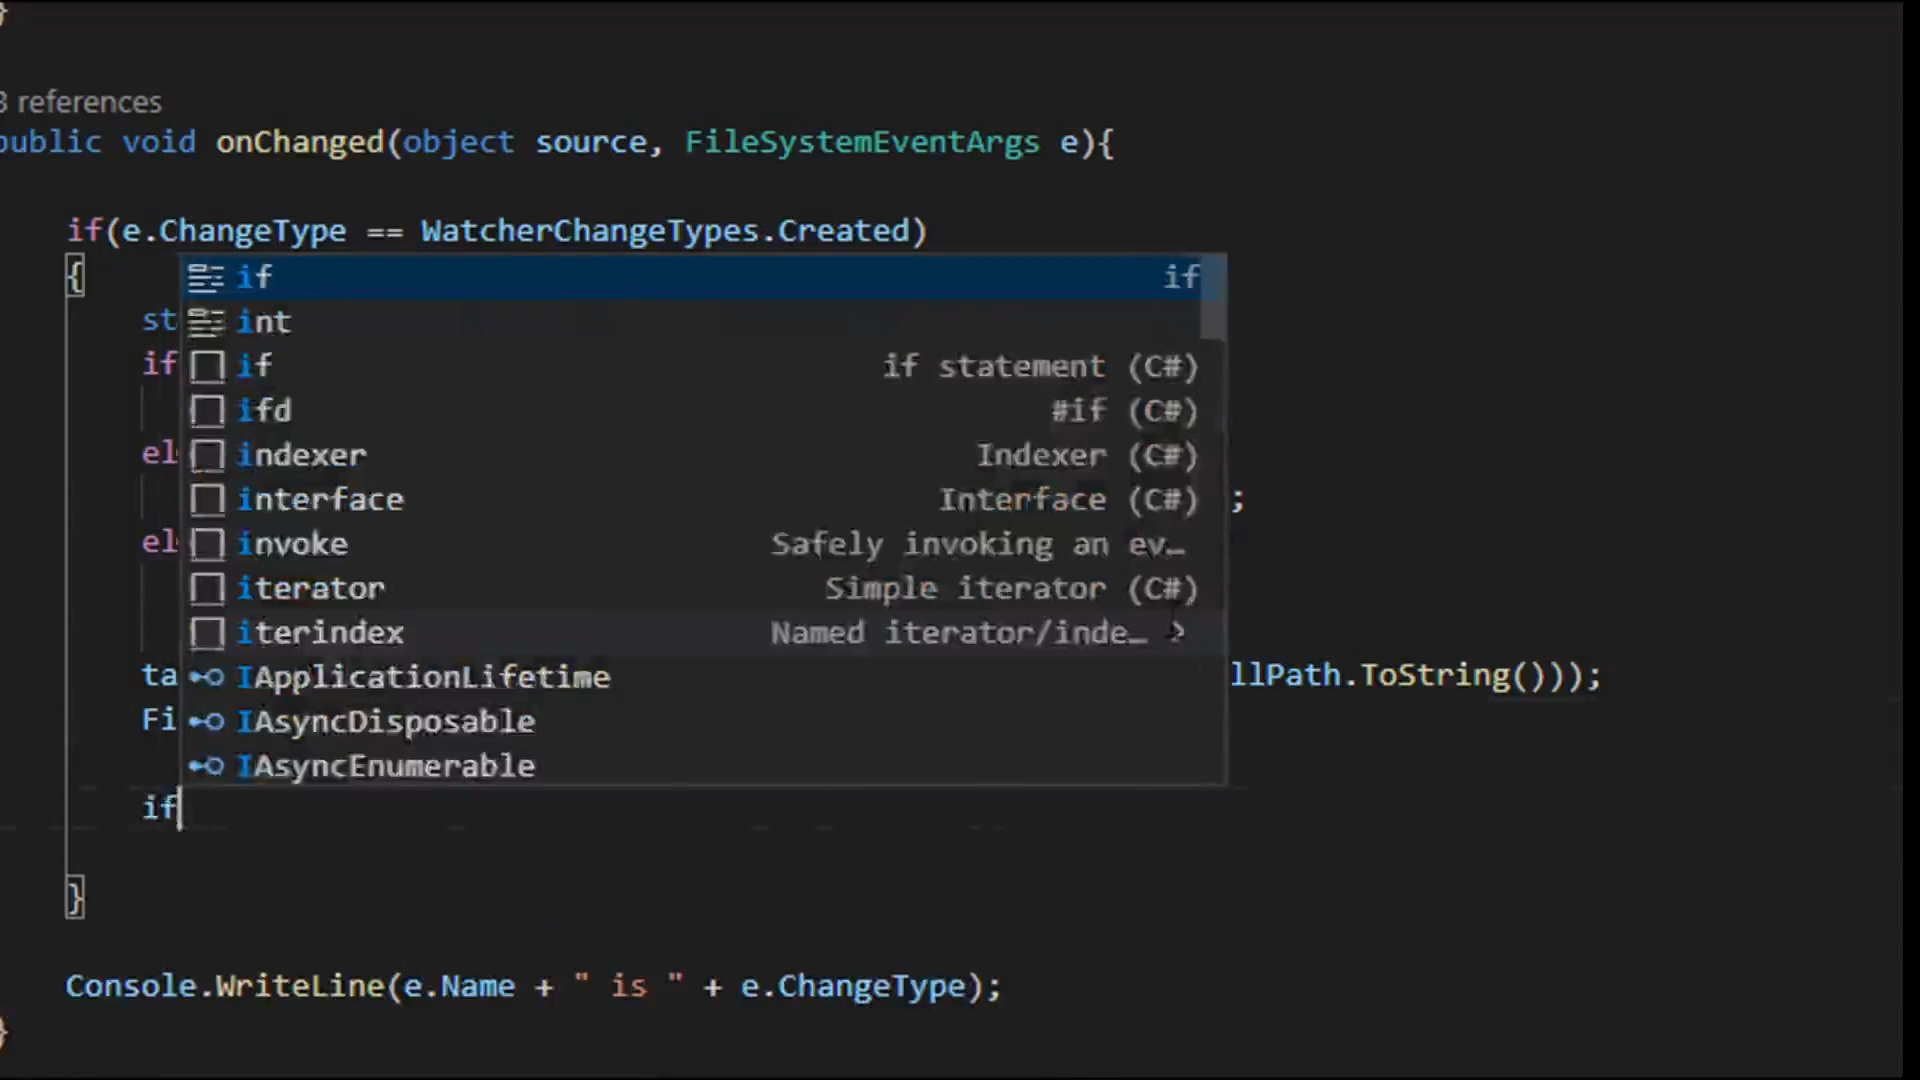 }
3 references
public void onChanged(object source, FileSystemEventArgs e){
if(e.ChangeType == WatcherChangeTypes.Created)
{
if if
st int
if if if statement (C#)
ifd #if (C#)
el indexer Indexer (C#)
interface Interface (C#) ;
el invoke Safely invoking an ev…
iterator Simple iterator (C#)
iterindex Named iterator/inde… >
ta IApplicationLifetime llPath.ToString()));
Fi IAsyncDisposable
IAsyncEnumerable
if
}
Console.WriteLine(e.Name + " is " + e.ChangeType);
}